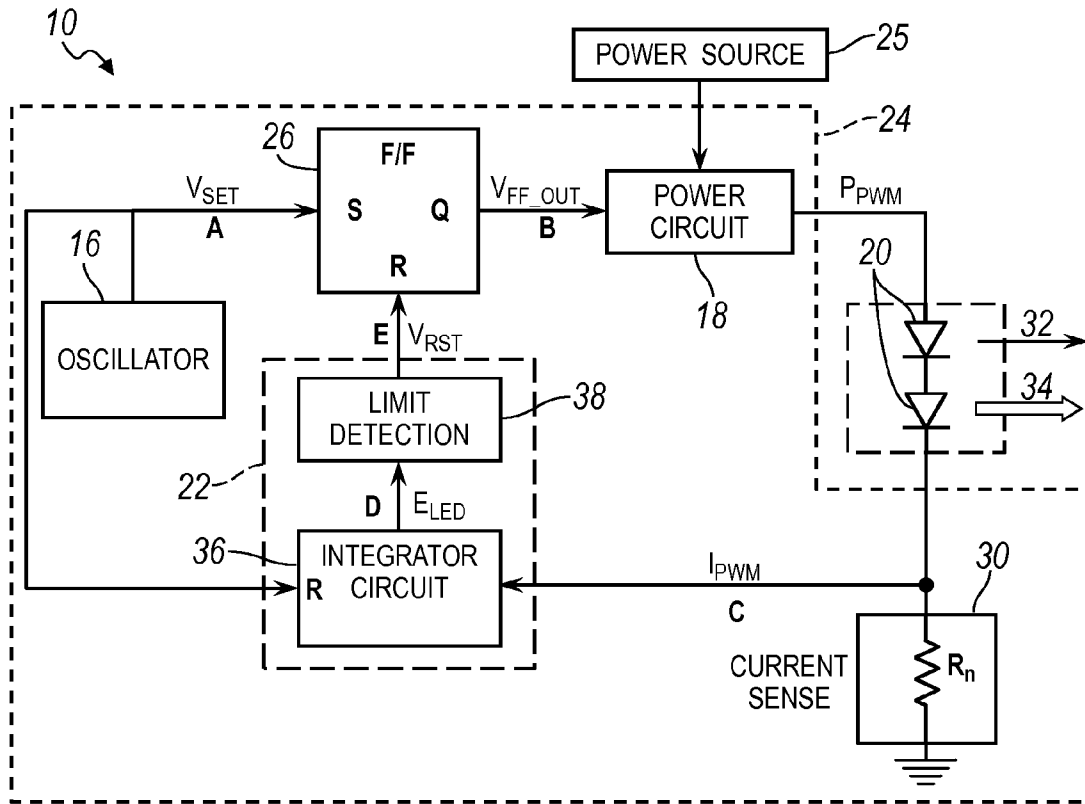 10
POWER SOURCE
25
24
26
F/F
S
Q
R
V_SET
A
V_FF_OUT
B
POWER
CIRCUIT
18
P_PWM
16
OSCILLATOR
20
32
34
E
V_RST
LIMIT
DETECTION
38
22
D
E_LED
36
INTEGRATOR
CIRCUIT
R
I_PWM
C
30
CURRENT
SENSE
R_n